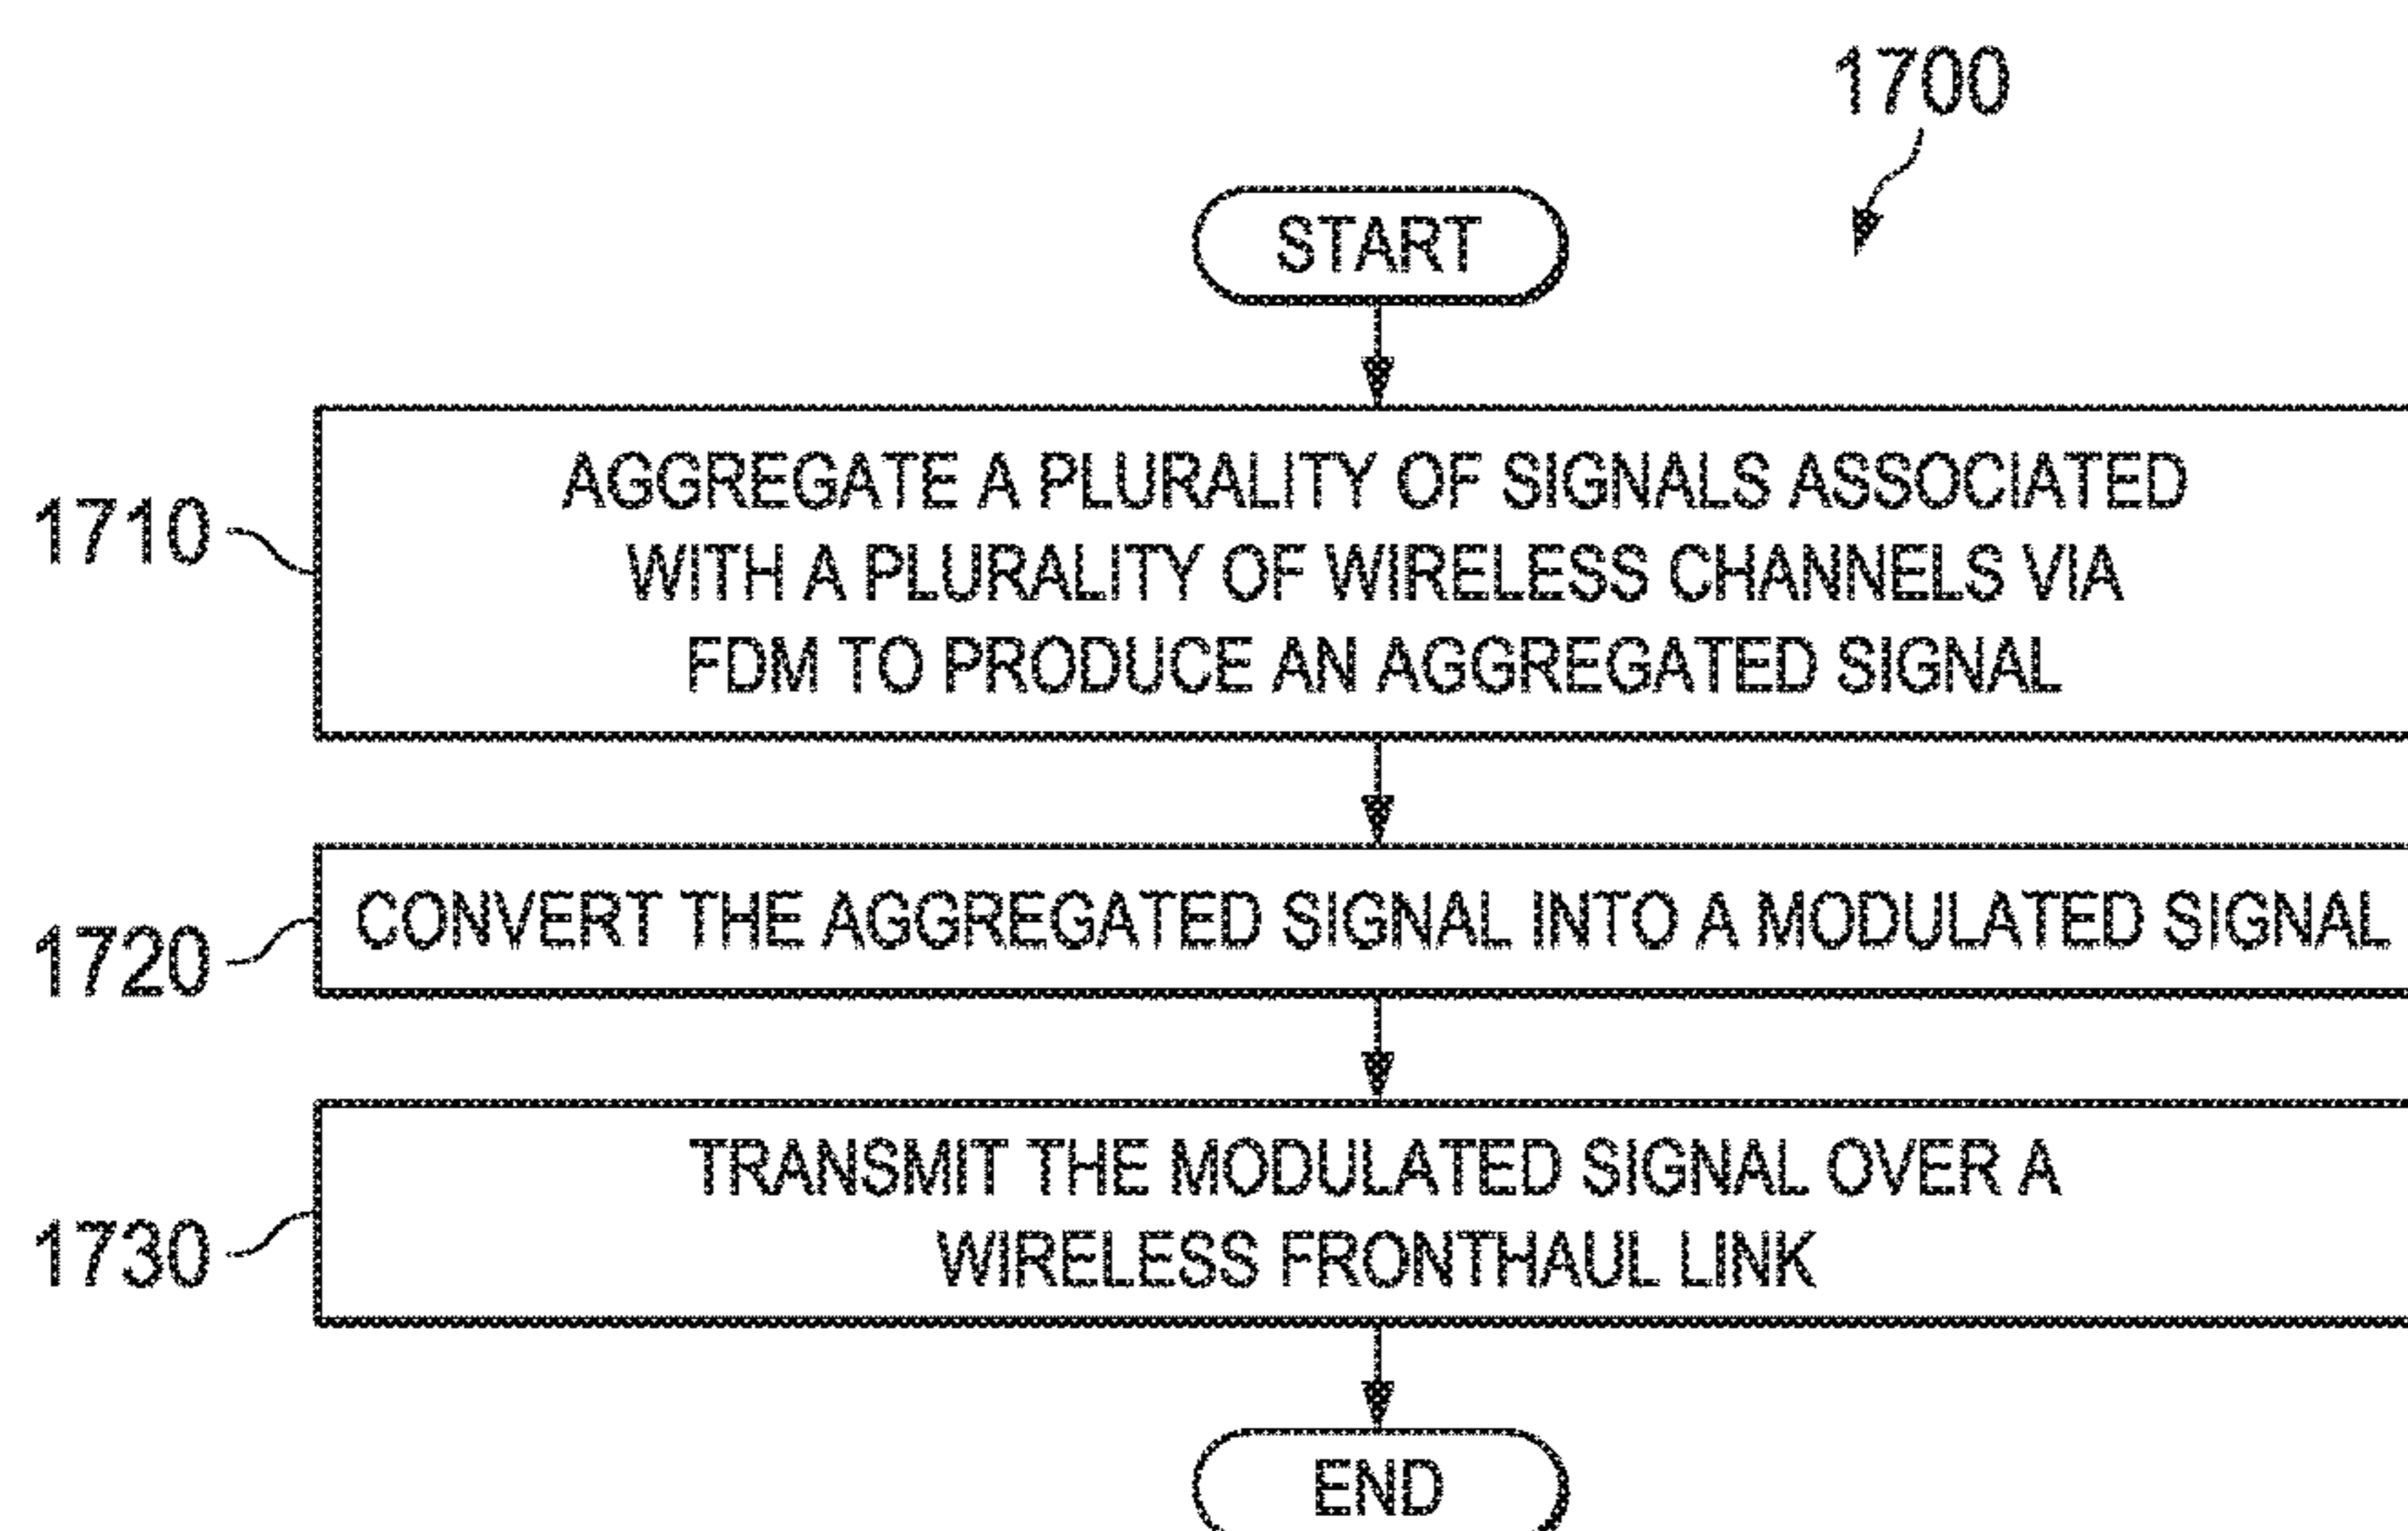 1700
START
1710
AGGREGATE A PLURALITY OF SIGNALS ASSOCIATED
WITH A PLURALITY OF WIRELESS CHANNELS VIA
FDM TO PRODUCE AN AGGREGATED SIGNAL
1720
CONVERT THE AGGREGATED SIGNAL INTO A MODULATED SIGNAL
1730
TRANSMIT THE MODULATED SIGNAL OVER A
WIRELESS FRONTHAUL LINK
END